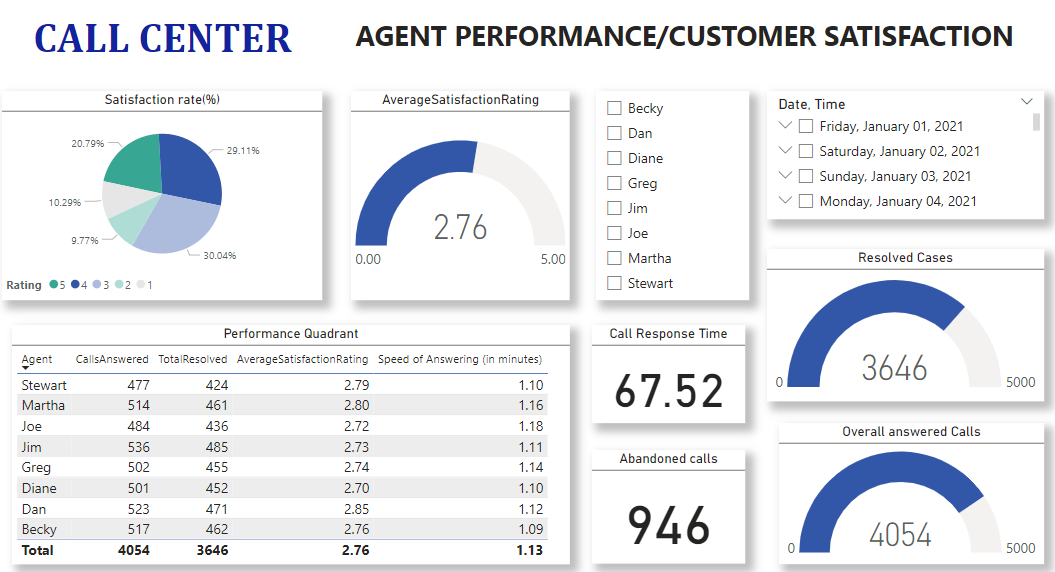 CALL CENTER
AGENT PERFORMANCE/CUSTOMER SATISFACTION
Satisfaction rate(%)
20.79%
29.11%
10.29%
9.77%
30.04%
Rating 5 4 3 2 1
AverageSatisfactionRating
2.76
0.00 5.00
Becky
Dan
Diane
Greg
Jim
Joe
Martha
Stewart
Date, Time
Friday, January 01, 2021
Saturday, January 02, 2021
Sunday, January 03, 2021
Monday, January 04, 2021
Resolved Cases
3646
0 5000
Performance Quadrant
Agent CallsAnswered TotalResolved AverageSatisfactionRating Speed of Answering (in minutes)
Stewart 477 424 2.79 1.10
Martha 514 461 2.80 1.16
Joe 484 436 2.72 1.18
Jim 536 485 2.73 1.11
Greg 502 455 2.74 1.14
Diane 501 452 2.70 1.10
Dan 523 471 2.85 1.12
Becky 517 462 2.76 1.09
Total 4054 3646 2.76 1.13
Call Response Time
67.52
Abandoned calls
946
Overall answered Calls
4054
0 5000